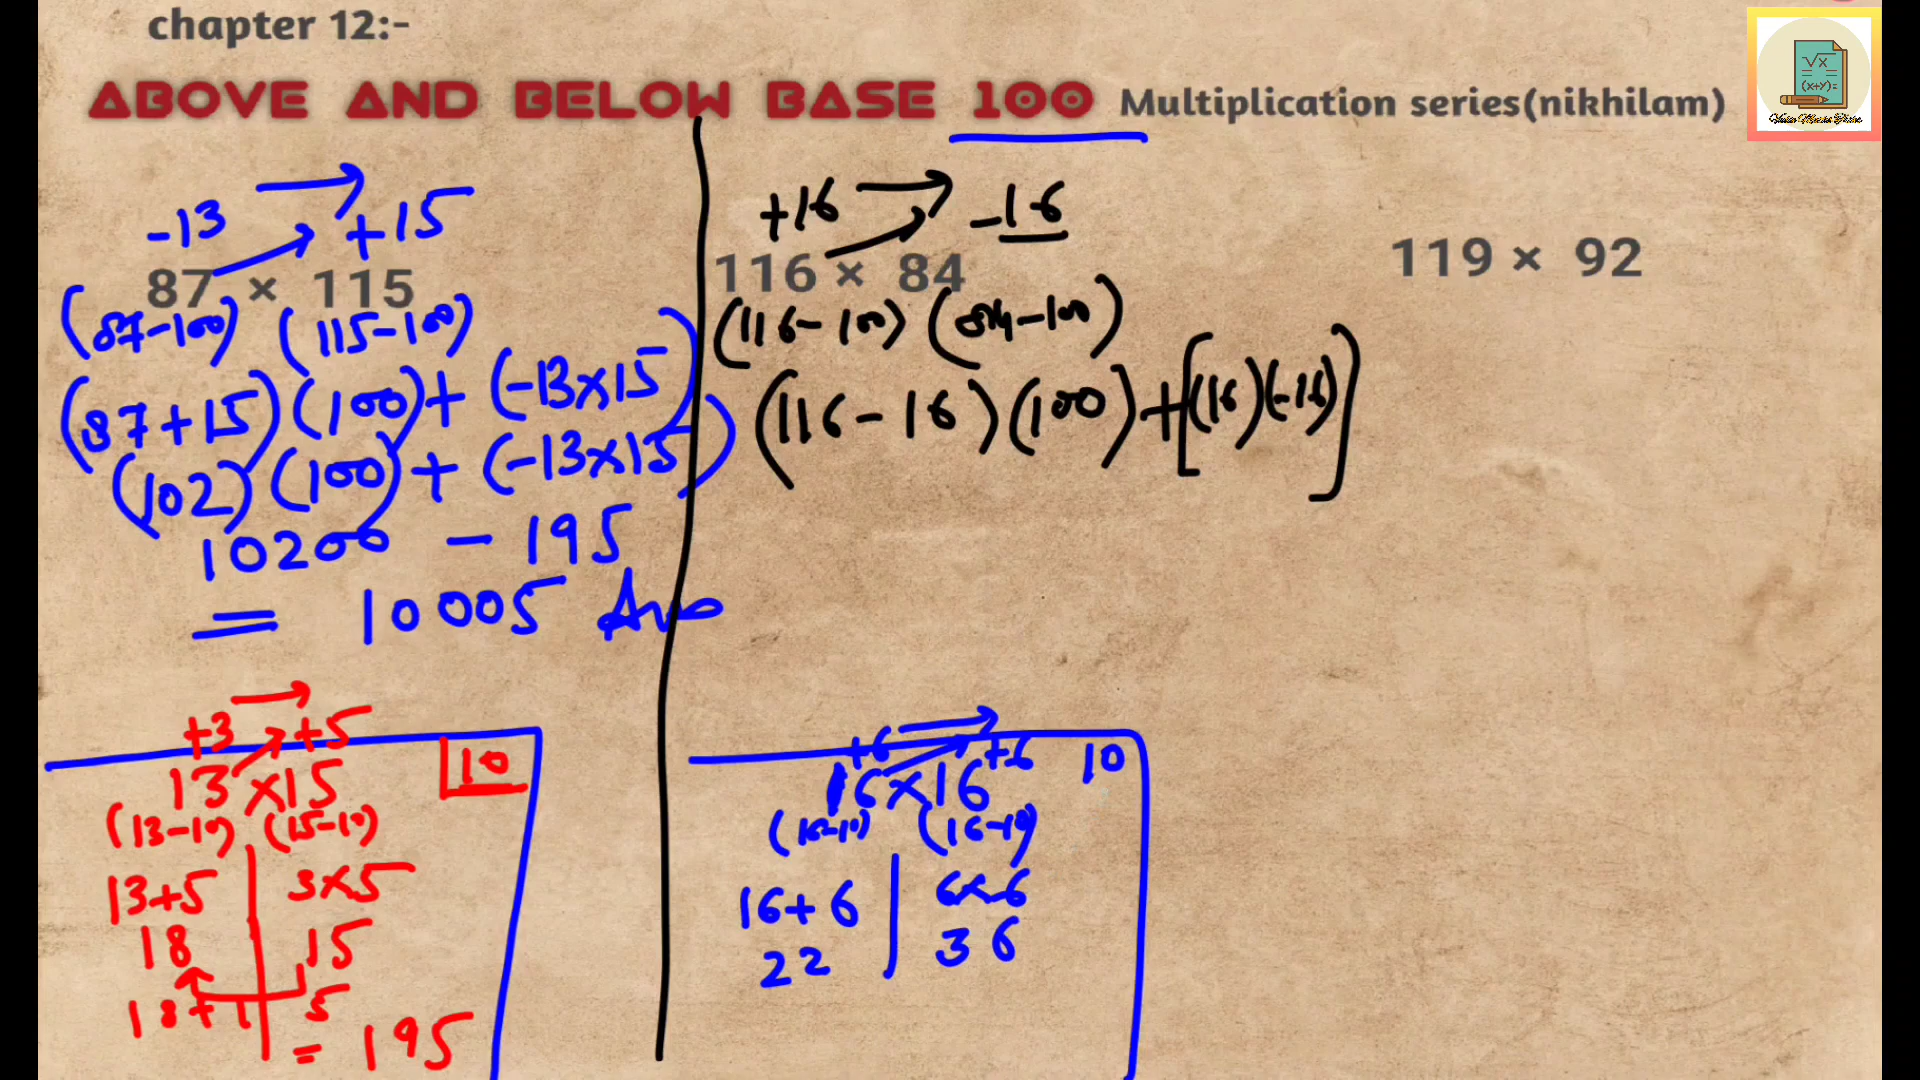 chapter 12:-
ABOVE AND BELOW BASE 100 Multiplication series(nikhilam)
√x
(x+y)=
-13 +15
87 × 115
(87-100) (115-100)
(87+15) (100) + (-13×15)
(102) (100) + (-13×15)
10200 - 195
= 10005 Ans
+3 +5
13 ×15
10
(13-10) (15-10)
13+5 3×5
18 15
18+1 5
= 195
+16 -16
116 × 84
(116-100) (84-100)
(116-16) (100) + [(16)(-16)]
+6 +6
16×16
10
(16-10) (16-10)
16+6 6×6
22 36
119 × 92